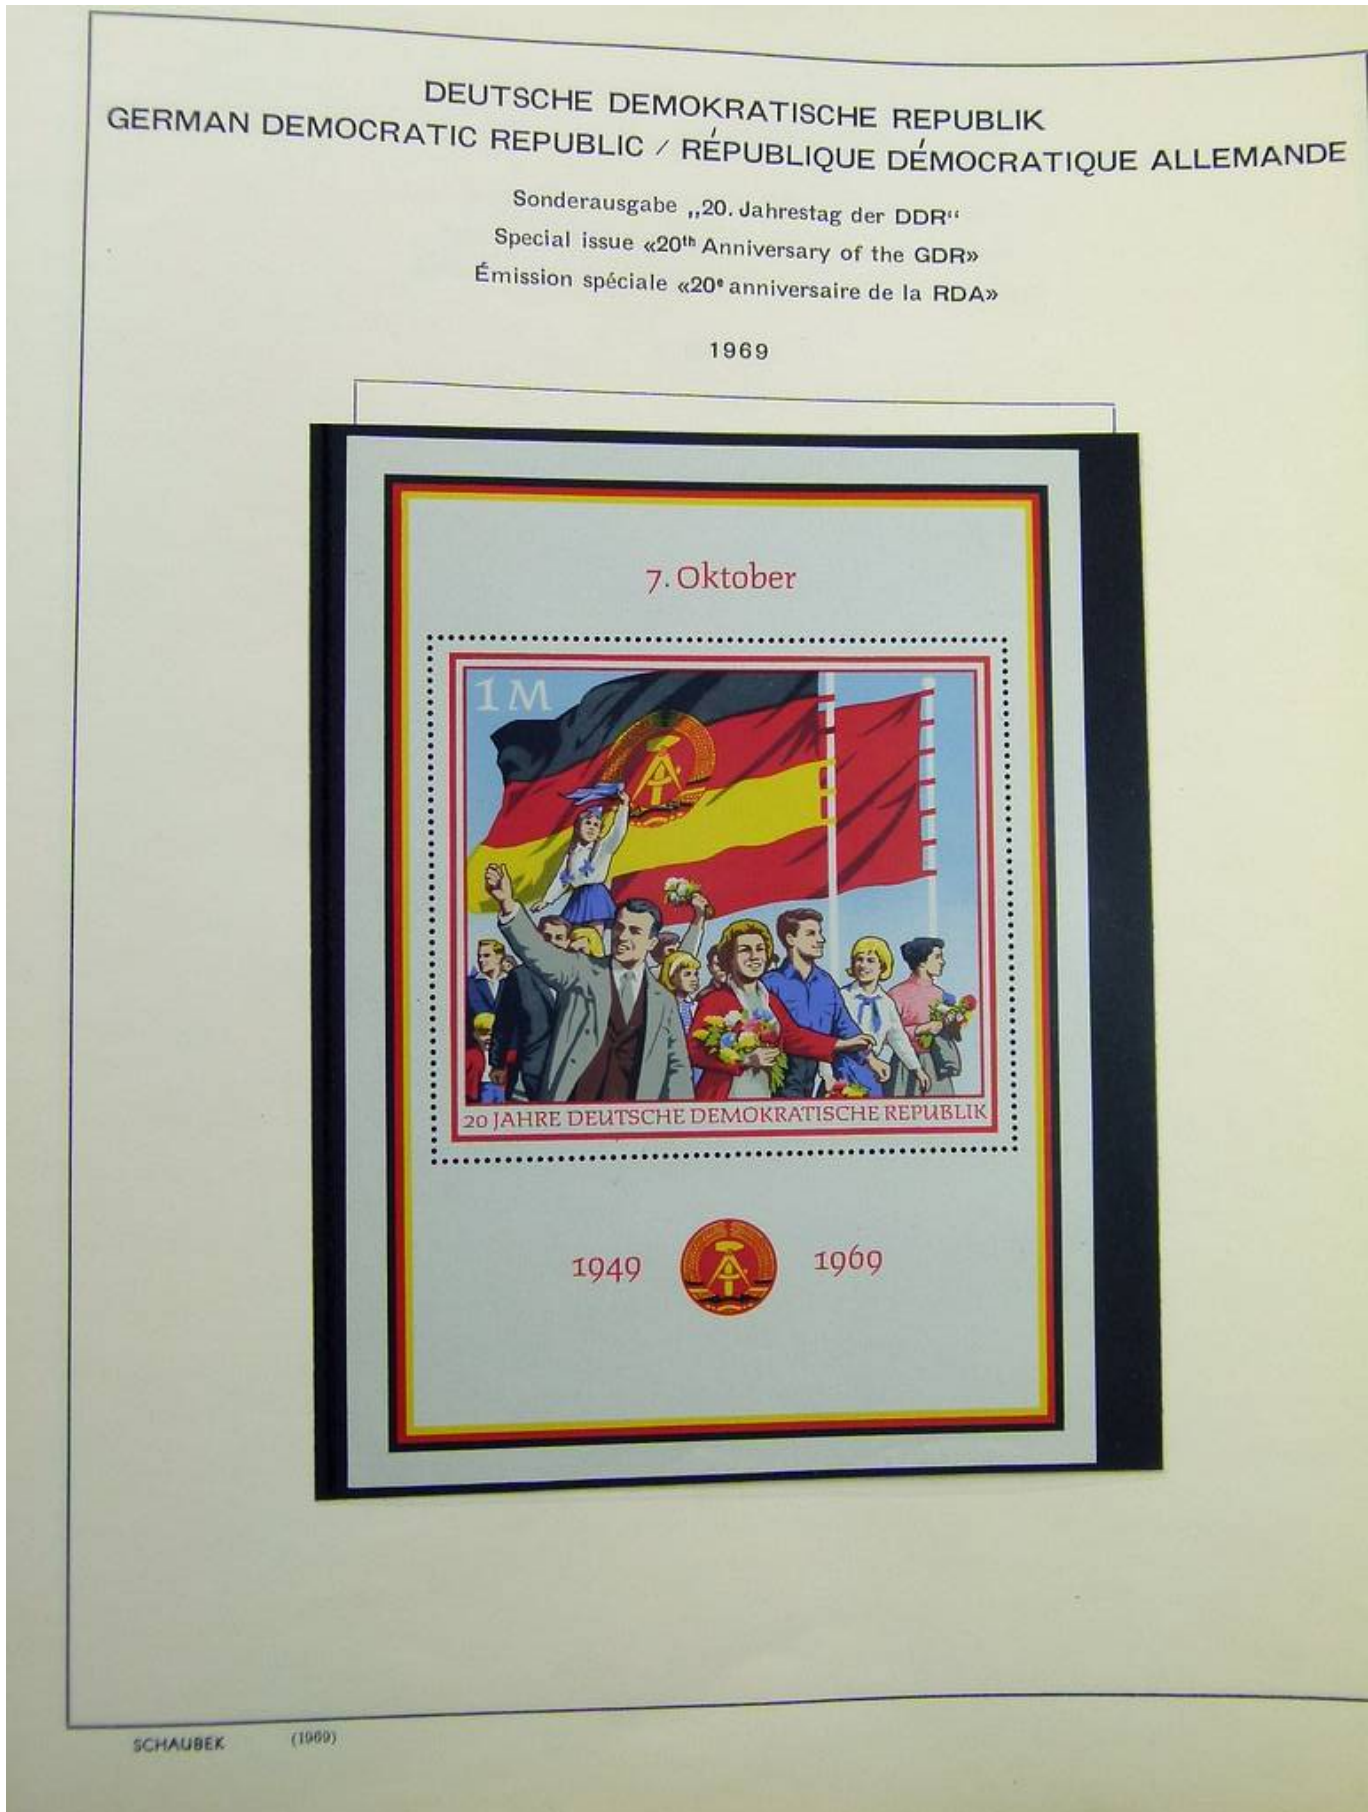 DEUTSCHE DEMOKRATISCHE REPUBLIK
GERMAN DEMOCRATIC REPUBLIC / RÉPUBLIQUE DÉMOCRATIQUE ALLEMANDE
Sonderausgabe „20. Jahrestag der DDR“
Special issue «20th Anniversary of the GDR»
Émission spéciale «20e anniversaire de la RDA»
1969
7. Oktober
1 M
20 JAHRE DEUTSCHE DEMOKRATISCHE REPUBLIK
1949 1969
SCHAUBEK (1969)